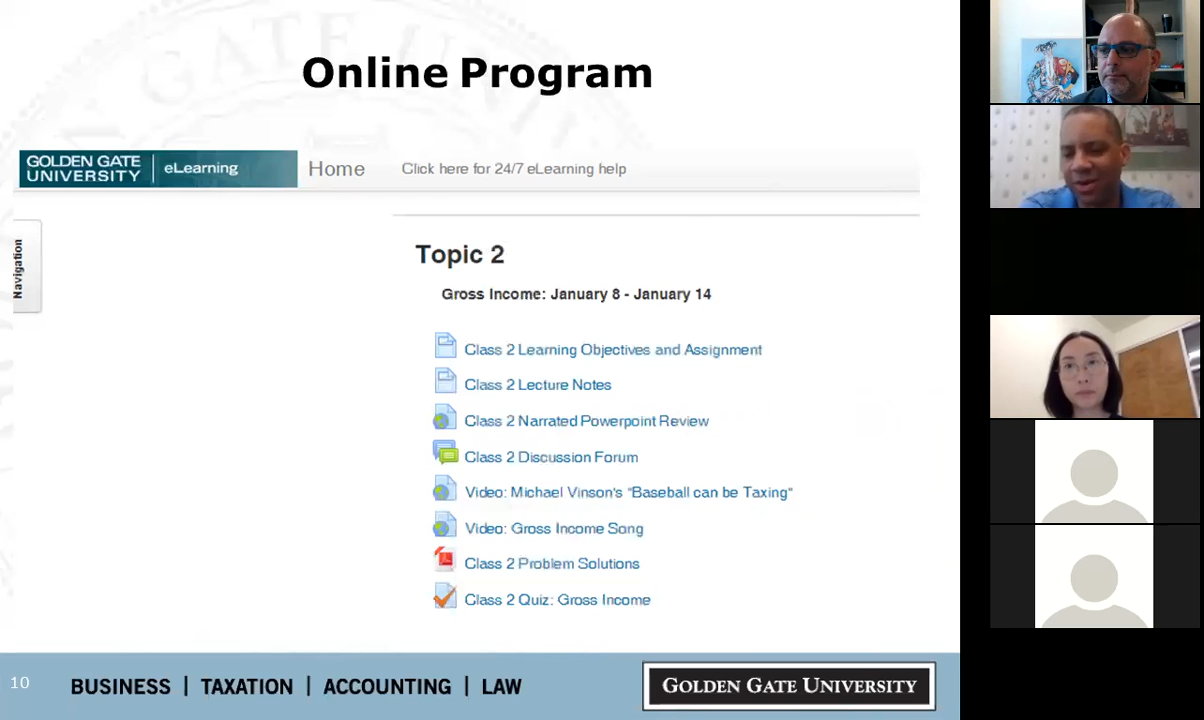 Online Program
GOLDEN GATE
UNIVERSITY
eLearning
Home
Click here for 24/7 eLearning help
Navigation
Topic 2
Gross Income: January 8 - January 14
Class 2 Learning Objectives and Assignment
Class 2 Lecture Notes
Class 2 Narrated Powerpoint Review
Class 2 Discussion Forum
Video: Michael Vinson's "Baseball can be Taxing"
Video: Gross Income Song
Class 2 Problem Solutions
Class 2 Quiz: Gross Income
10
BUSINESS | TAXATION | ACCOUNTING | LAW
GOLDEN GATE UNIVERSITY